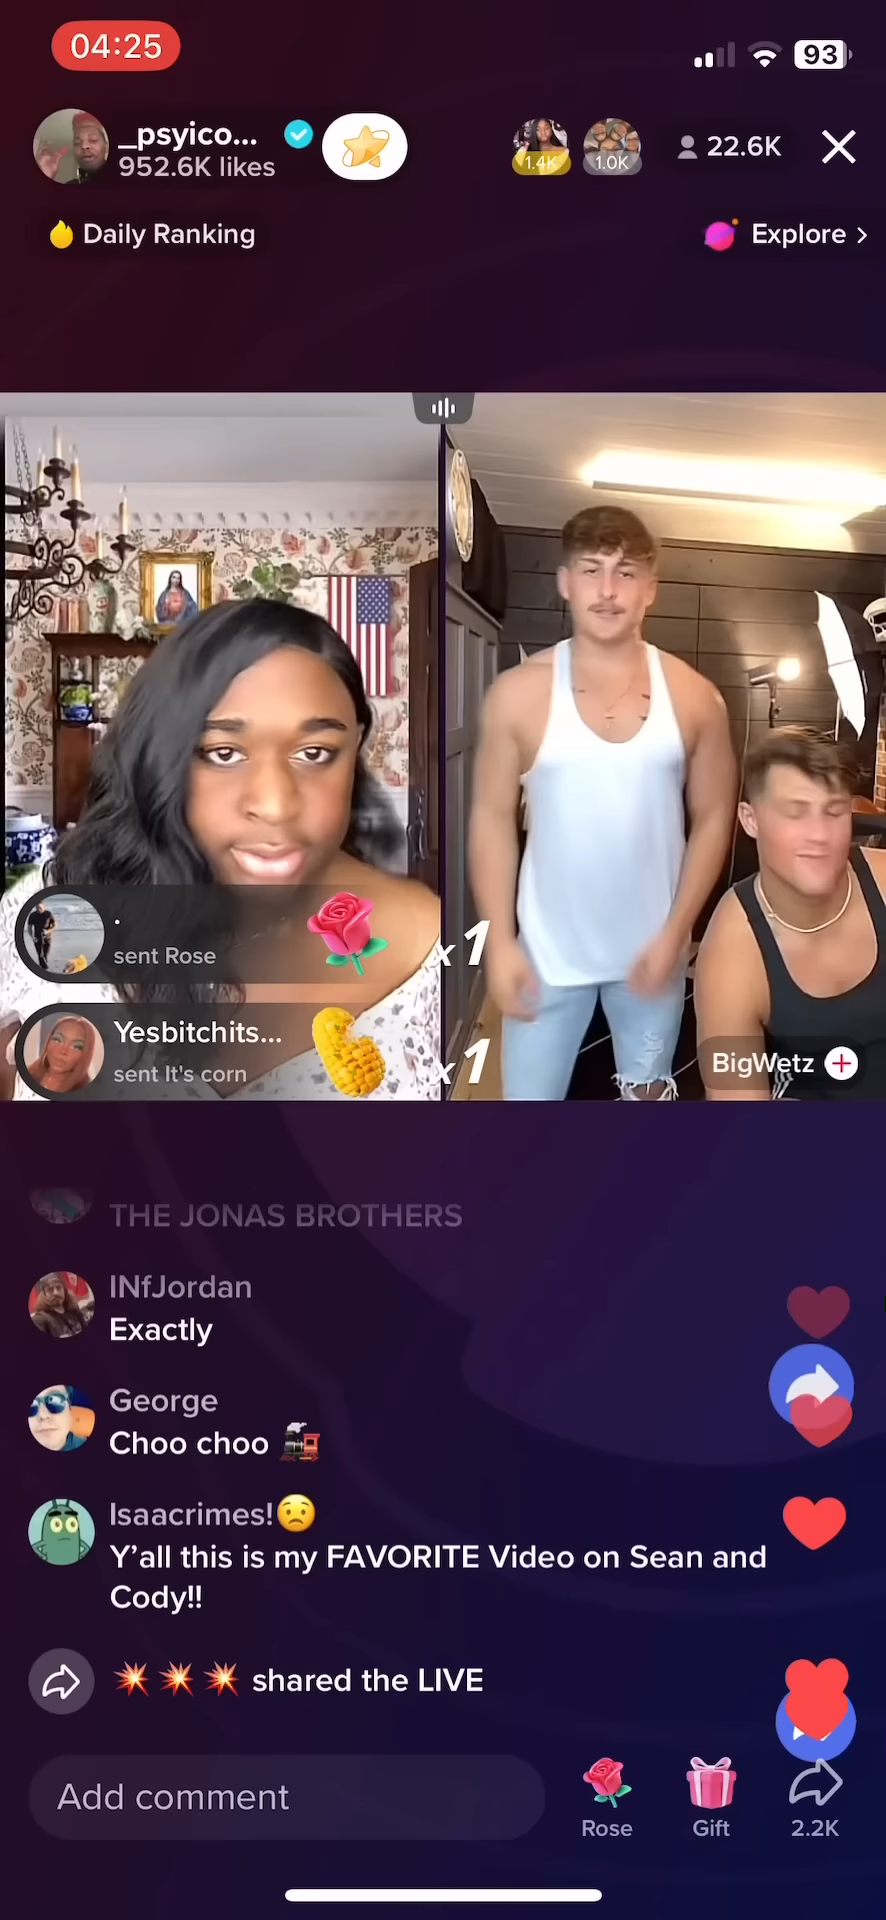 04:25
93
_psyico...
952.6K likes
1.4K
1.0K
22.6K
Daily Ranking
Explore >
.
sent Rose
x1
Yesbitchits...
sent It's corn
x1
BigWetz
THE JONAS BROTHERS
INfJordan
Exactly
George
Choo choo 🚂
Isaacrimes!😟
Y'all this is my FAVORITE Video on Sean and
Cody!!
💥💥💥 shared the LIVE
Add comment
Rose
Gift
2.2K